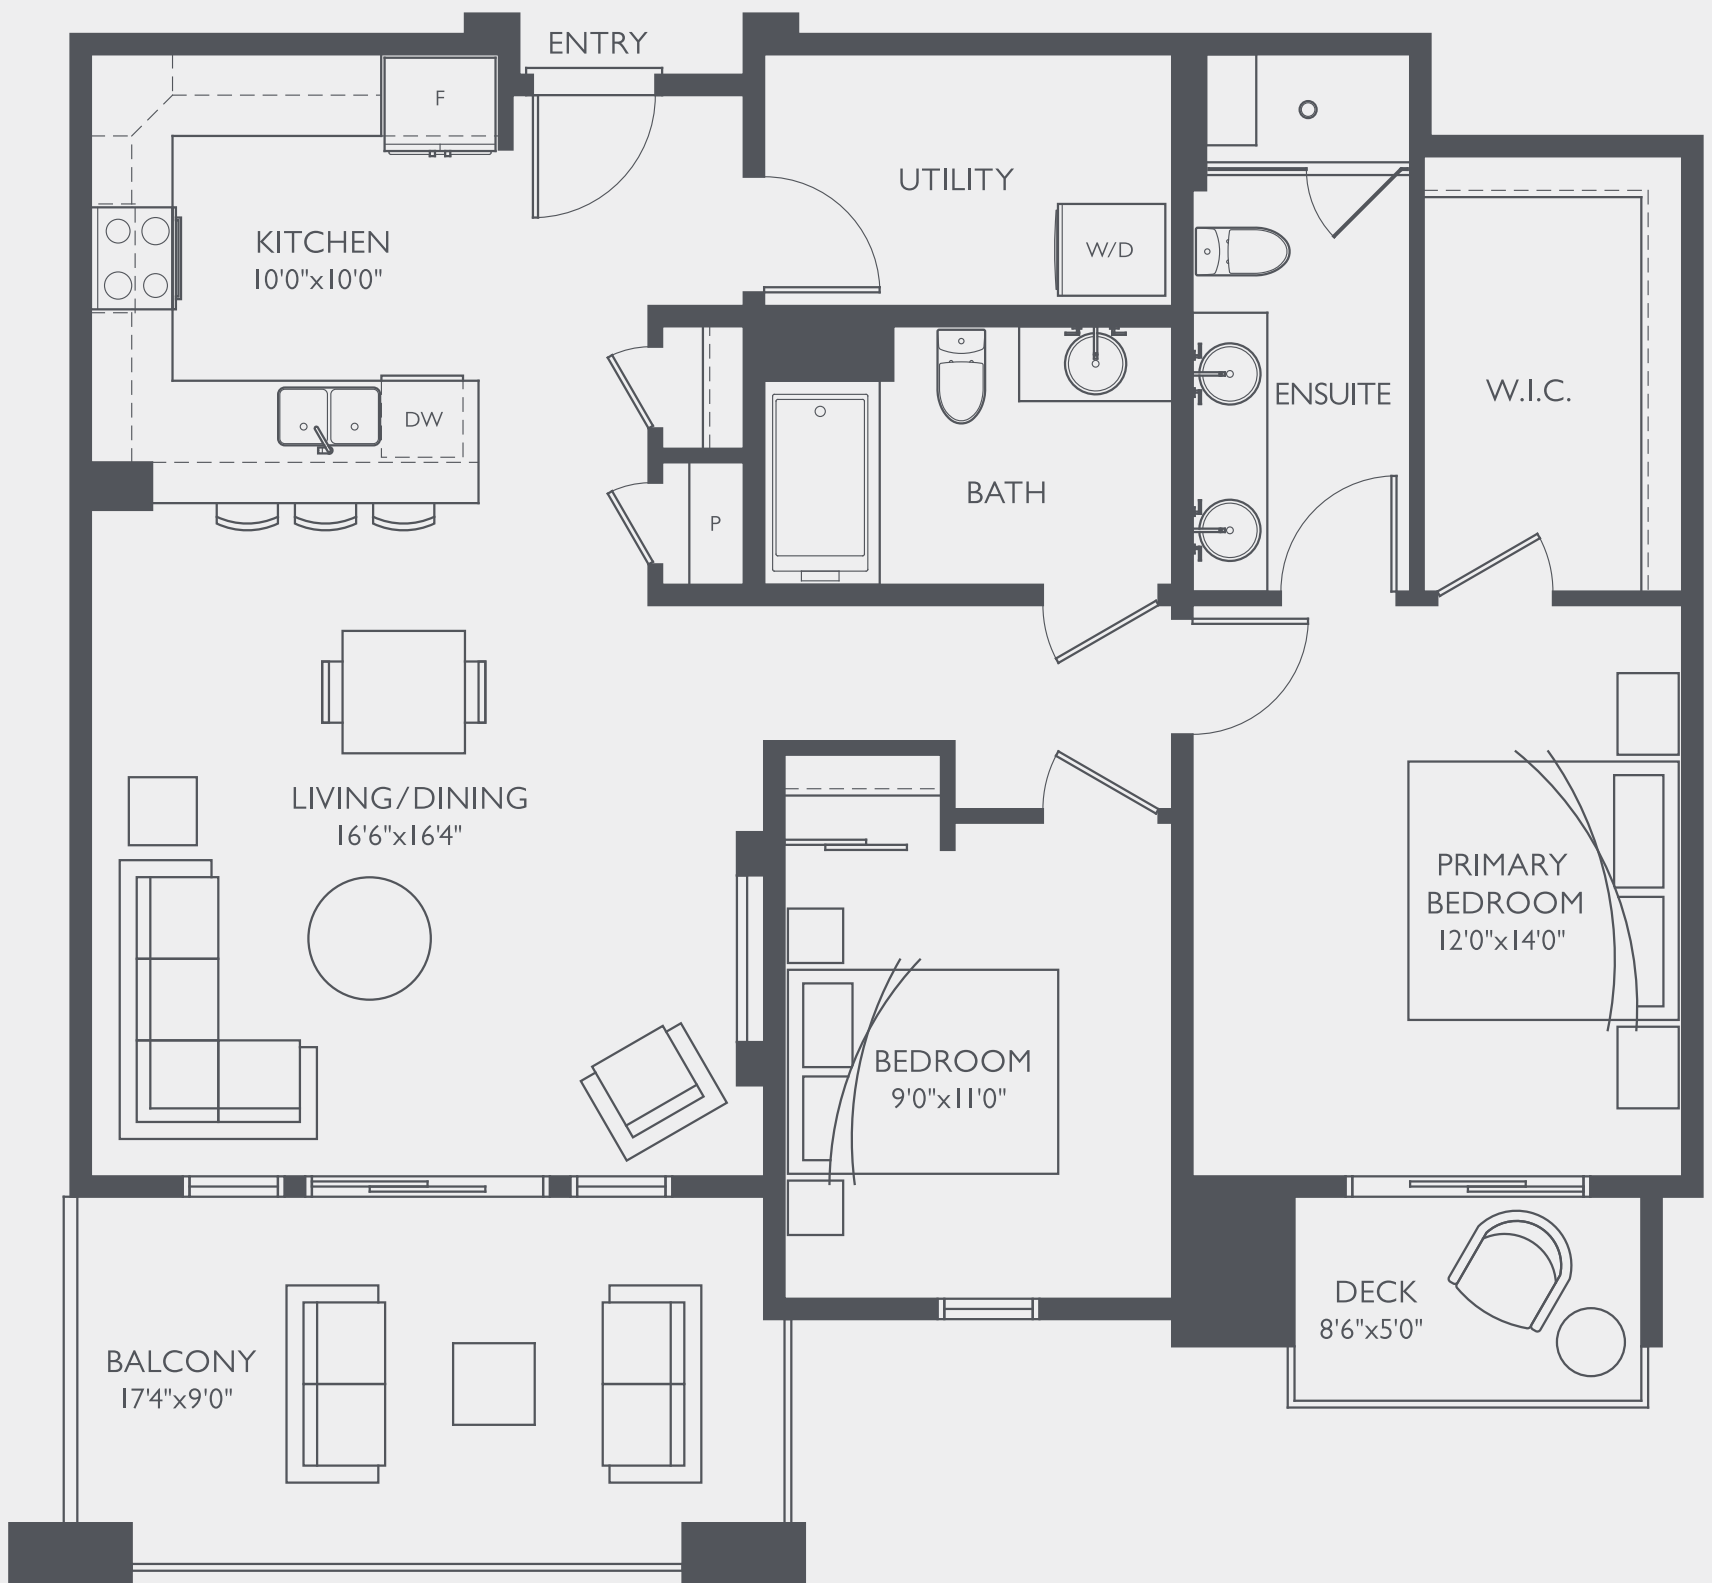 ENTRY
F
UTILITY
KITCHEN
10'0"x10'0"
W/D
ENSUITE
W.I.C.
DW
BATH
P
LIVING/DINING
16'6"x16'4"
PRIMARY
BEDROOM
12'0"x14'0"
BEDROOM
9'0"x11'0"
DECK
8'6"x5'0"
BALCONY
17'4"x9'0"